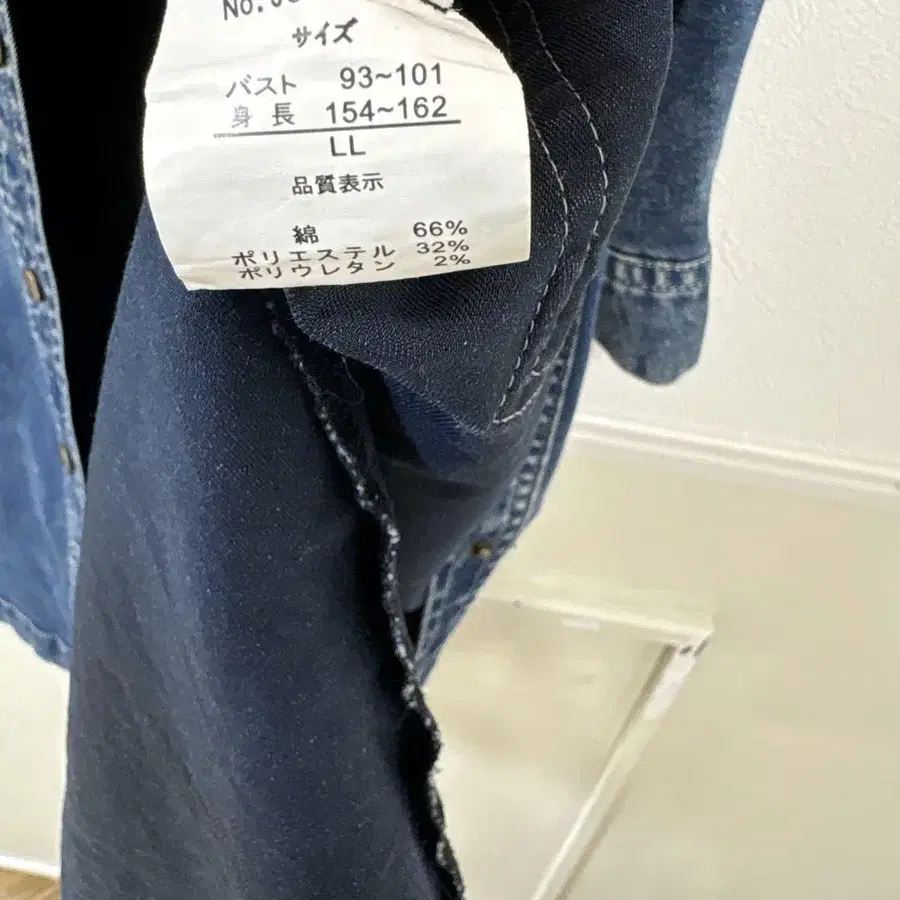 サイズ
バスト 93~101
身長 154~162
LL
品質表示
綿 66%
ポリエステル 32%
ポリウレタン 2%